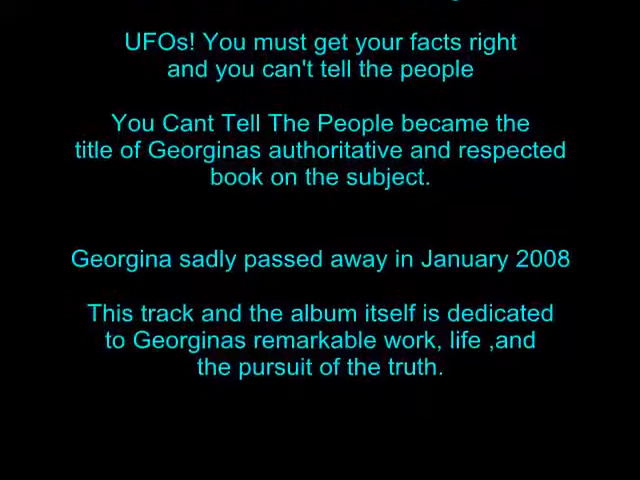 UFOs! You must get your facts right
and you can't tell the people
You Cant Tell The People became the
title of Georginas authoritative and respected
book on the subject.
Georgina sadly passed away in January 2008
This track and the album itself is dedicated
to Georginas remarkable work, life ,and
the pursuit of the truth.